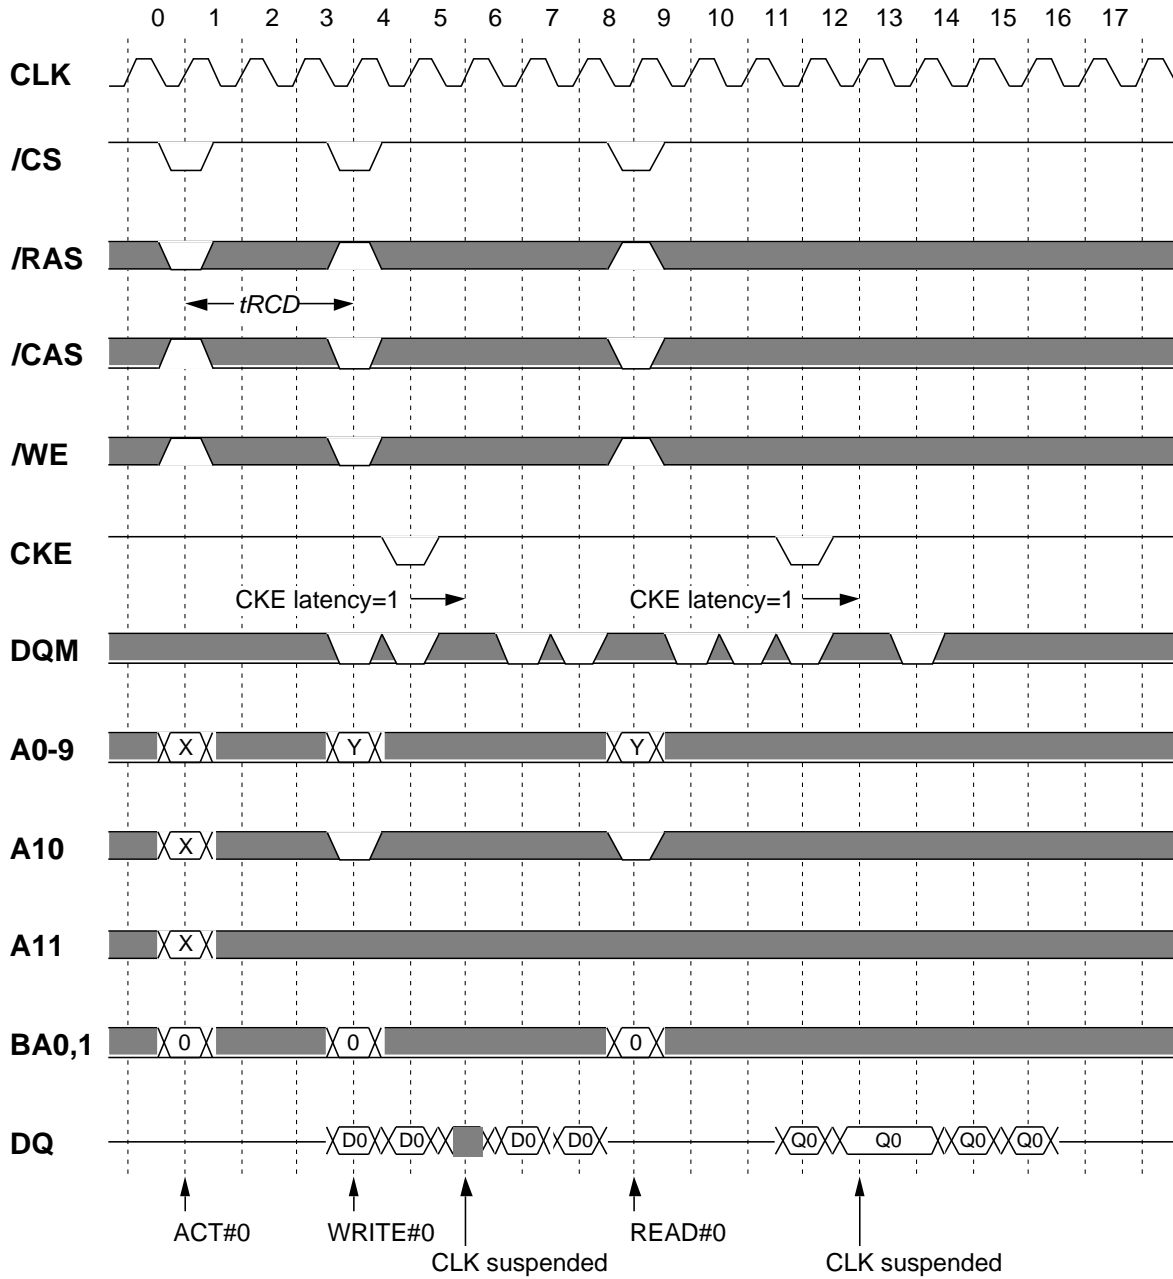 0 1 2 3 4 5 6 7 8 9 10 11 12 13 14 15 16 17
CLK
/CS
/RAS
tRCD
/CAS
/WE
CKE
CKE latency=1 CKE latency=1
DQM
A0-9 X Y Y
A10 X
A11 X
BA0,1 0 0 0
DQ D0 D0 D0 D0 Q0 Q0 Q0 Q0
ACT#0 WRITE#0 READ#0
CLK suspended CLK suspended